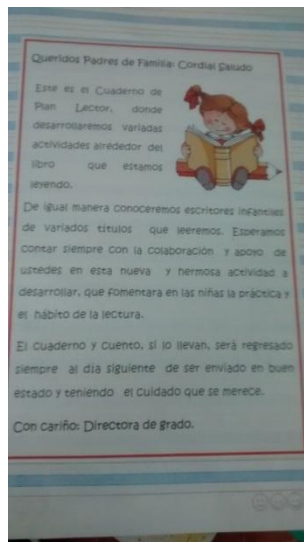 Queridos Padres de Familia: Cordial Saludo
Este es el Cuaderno de
Plan Lector, donde
desarrollaremos variadas
actividades alrededor del
libro que estamos
leyendo.
De igual manera conoceremos escritores infantiles
de variados títulos que leeremos. Esperamos
contar siempre con la colaboración y apoyo de
ustedes en esta nueva y hermosa actividad a
desarrollar, que fomentara en las niñas la práctica y
el hábito de la lectura.
El cuaderno y cuento, si lo llevan, será regresado
siempre al día siguiente de ser enviado en buen
estado y teniendo el cuidado que se merece.
Con cariño: Directora de grado.